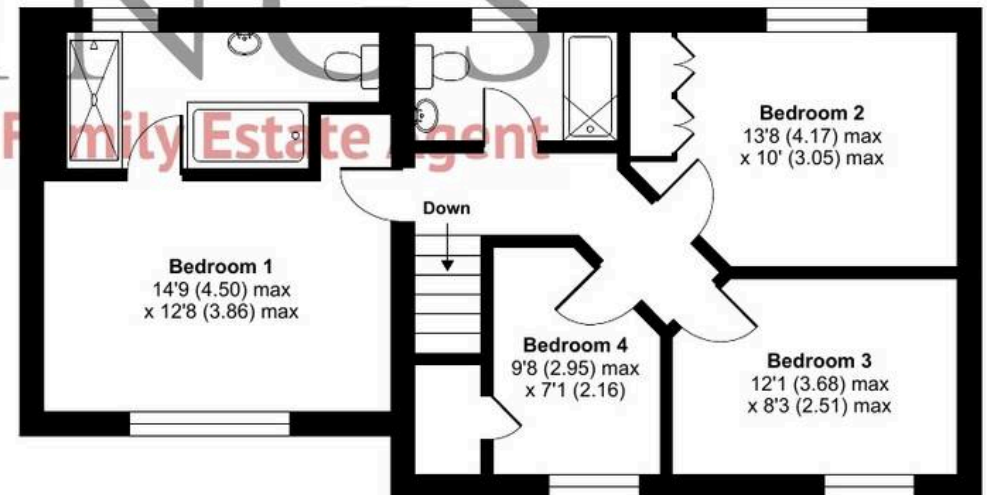 NGS
Family Estate Agent
Bedroom 2
13'8 (4.17) max
x 10' (3.05) max
Down
Bedroom 1
14'9 (4.50) max
x 12'8 (3.86) max
Bedroom 4
9'8 (2.95) max
x 7'1 (2.16)
Bedroom 3
12'1 (3.68) max
x 8'3 (2.51) max